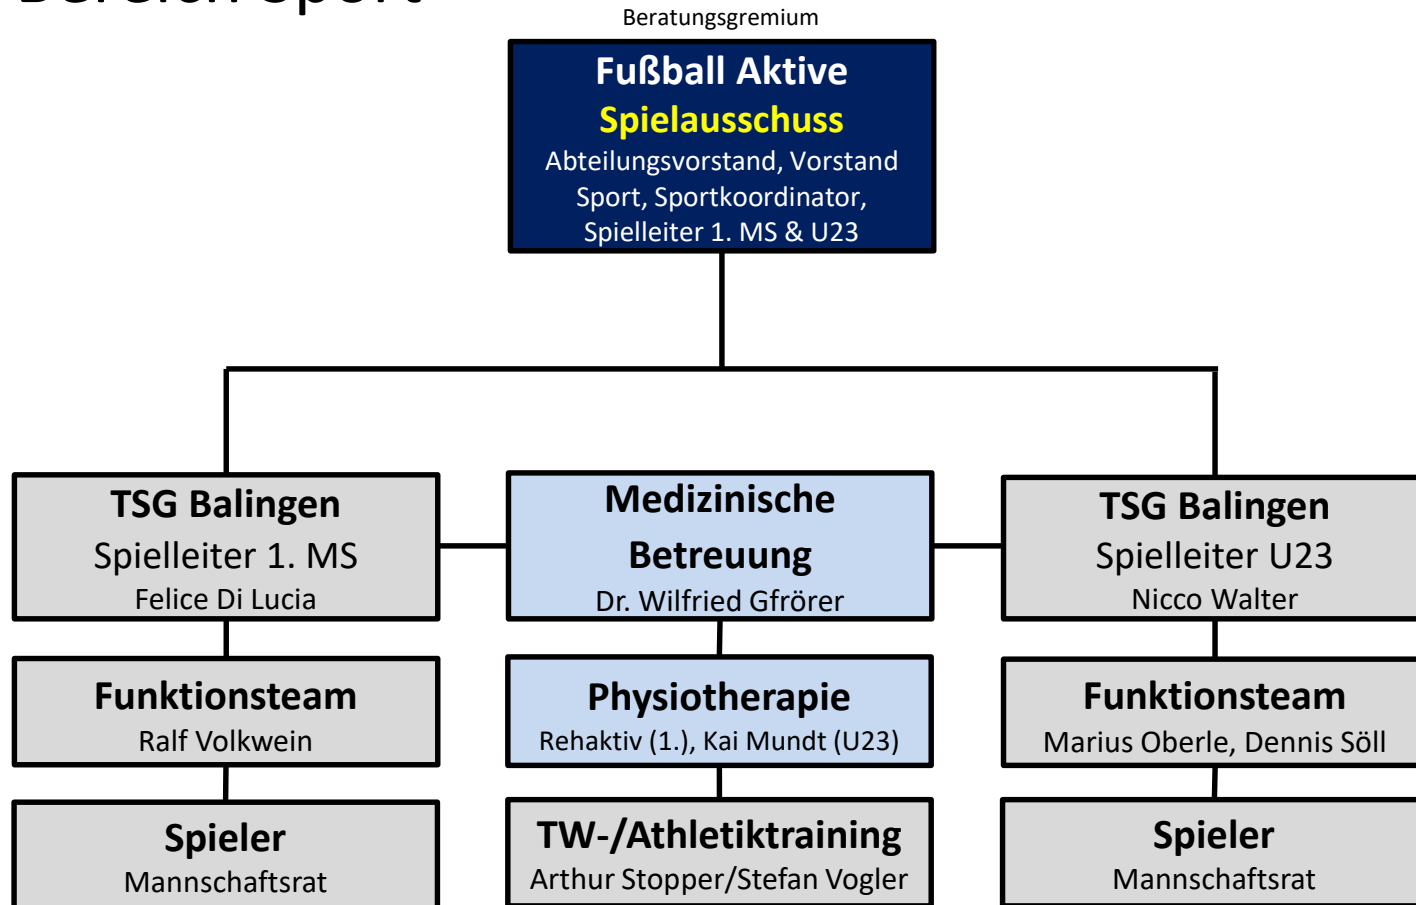 Bereich Sport
Beratungsgremium
Fußball Aktive
Spielausschuss
Abteilungsvorstand, Vorstand
Sport, Sportkoordinator,
Spielleiter 1. MS & U23
TSG Balingen
Spielleiter 1. MS
Felice Di Lucia
Medizinische
Betreuung
Dr. Wilfried Gfrörer
TSG Balingen
Spielleiter U23
Nicco Walter
Funktionsteam
Ralf Volkwein
Physiotherapie
Rehaktiv (1.), Kai Mundt (U23)
Funktionsteam
Marius Oberle, Dennis Söll
Spieler
Mannschaftsrat
TW-/Athletiktraining
Arthur Stopper/Stefan Vogler
Spieler
Mannschaftsrat